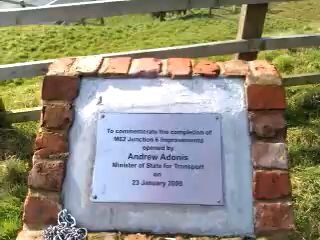 To commemorate the completion of
M62 Junction 6 Improvements
opened by
Andrew Adonis
Minister of State for Transport
on
23 January 2009